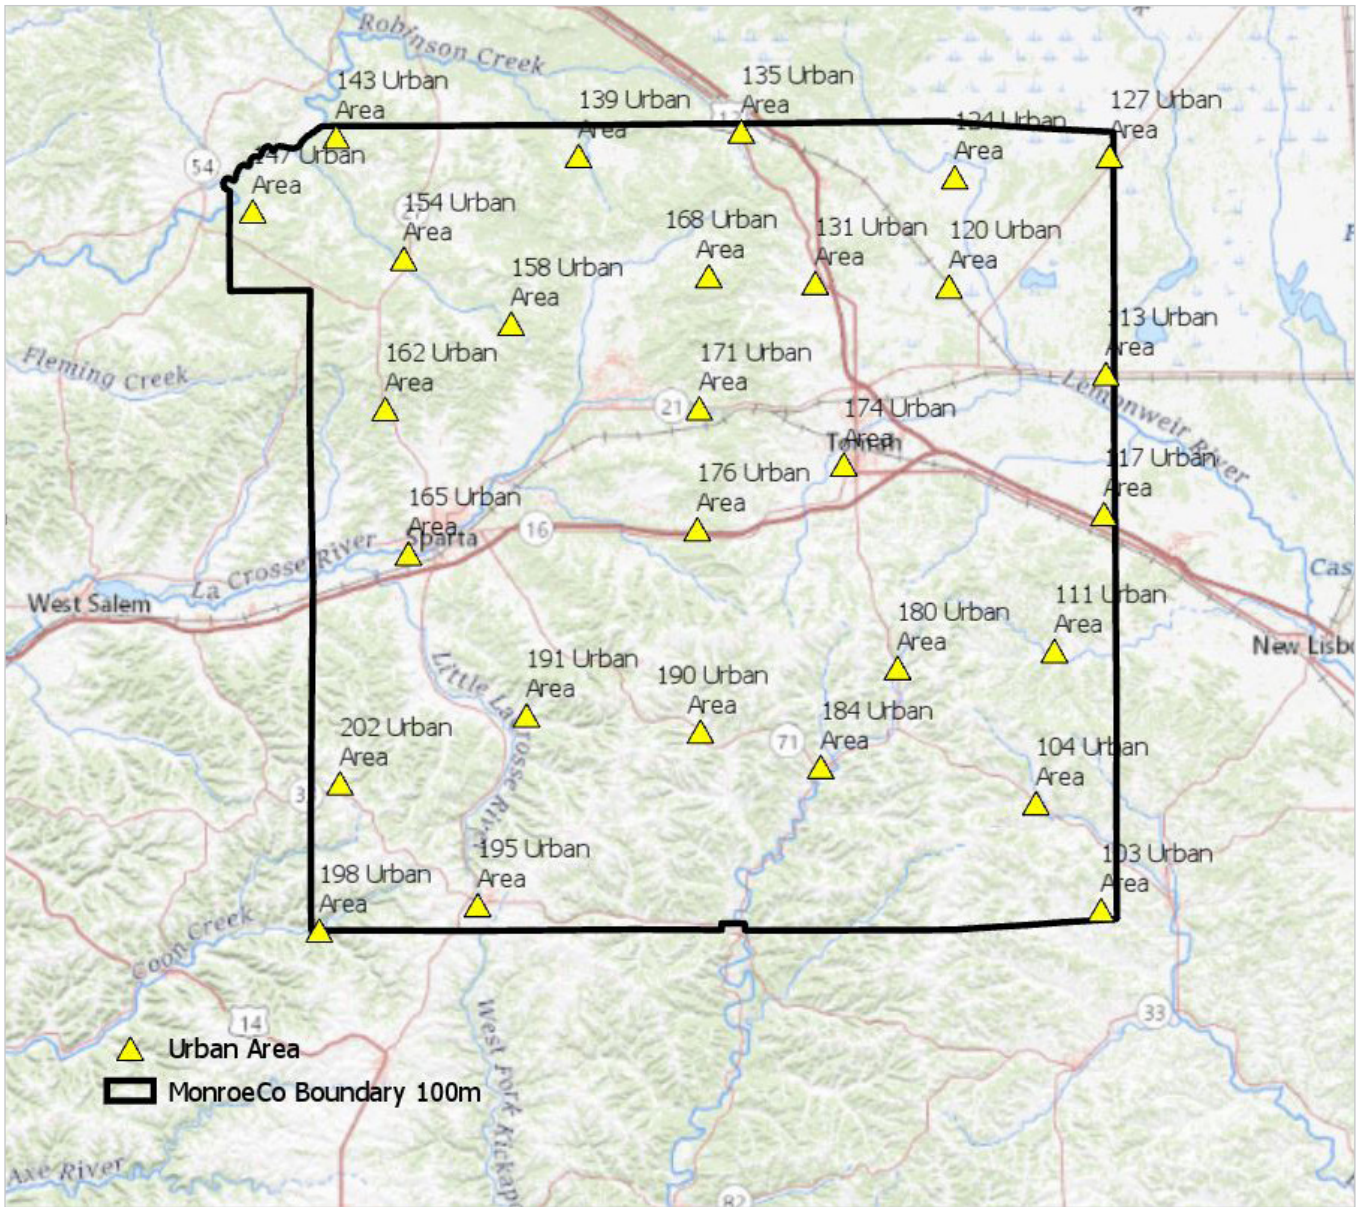 Robinson Creek
143 Urban
Area
139 Urban
Area
135 Urban
Area
12
124 Urban
Area
127 Urban
Area
54
147 Urban
Area
154 Urban
Area
27
168 Urban
Area
131 Urban
Area
120 Urban
Area
158 Urban
Area
113 Urban
Area
Fleming Creek
162 Urban
Area
171 Urban
Area
21
Lemonweir River
174 Urban
Area
Tomah
176 Urban
Area
117 Urban
Area
165 Urban
Area
Sparta
16
La Crosse River
West Salem
Cas
180 Urban
Area
111 Urban
Area
New Lisbo
191 Urban
Area
Little La Crosse River
190 Urban
Area
184 Urban
Area
71
202 Urban
Area
104 Urban
Area
195 Urban
Area
103 Urban
Area
198 Urban
Area
Coon Creek
14
33
West Fork Kickap
Urban Area
MonroeCo Boundary 100m
Axe River
82